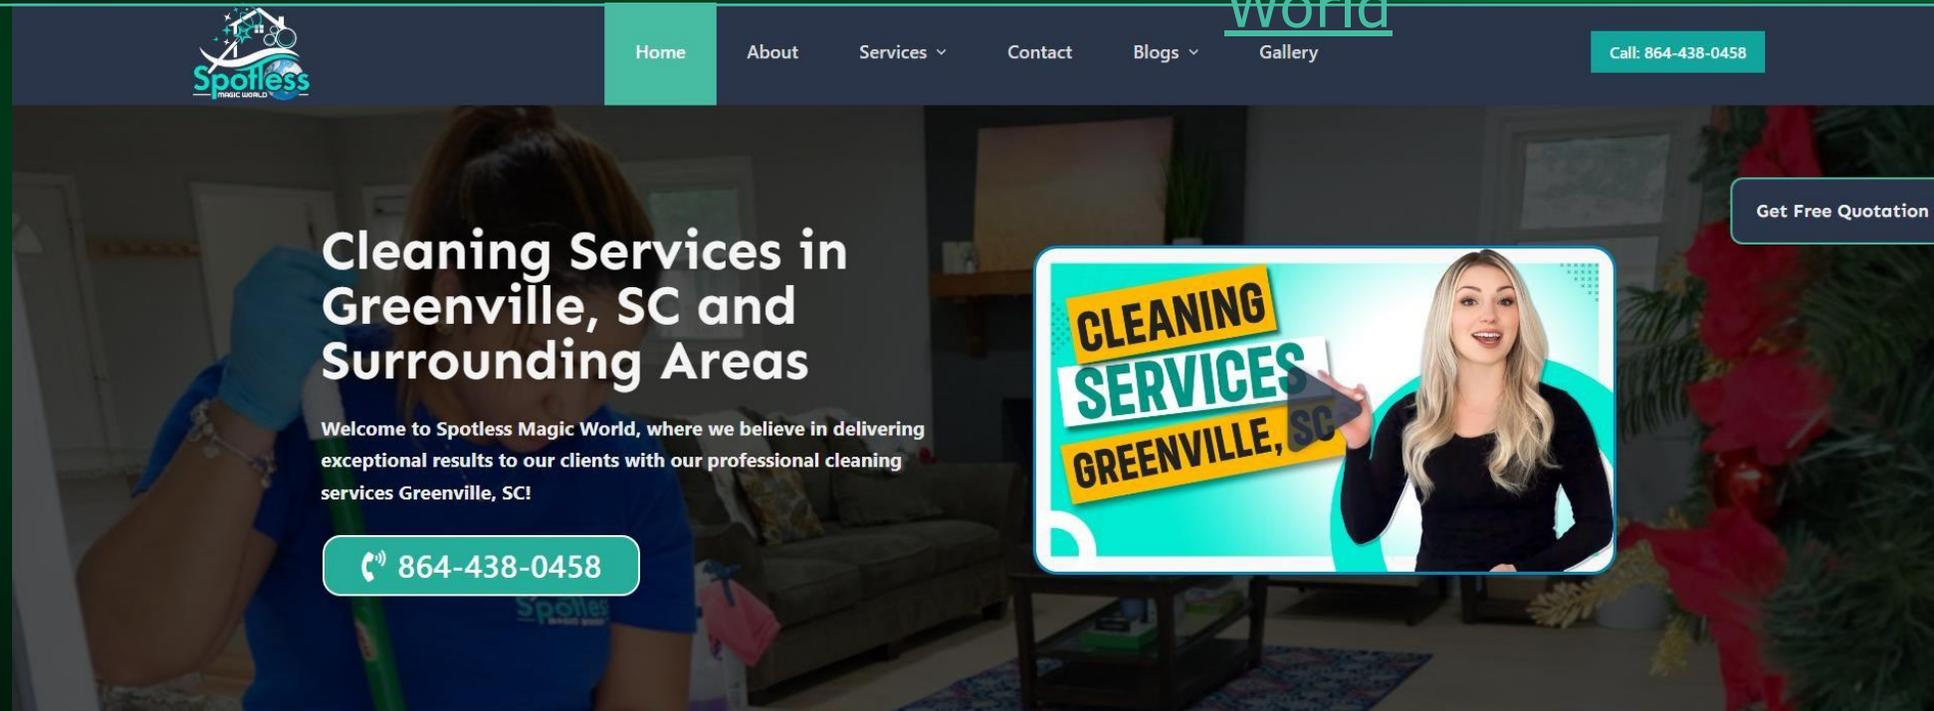 World
Spotless
MAGIC WORLD
Home
About
Services
Contact
Blogs
Gallery
Call: 864-438-0458
Get Free Quotation
Cleaning Services in
Greenville, SC and
Surrounding Areas
Welcome to Spotless Magic World, where we believe in delivering
exceptional results to our clients with our professional cleaning
services Greenville, SC!
864-438-0458
Spotless
MAGIC WORLD
CLEANING
SERVICES
GREENVILLE, SC